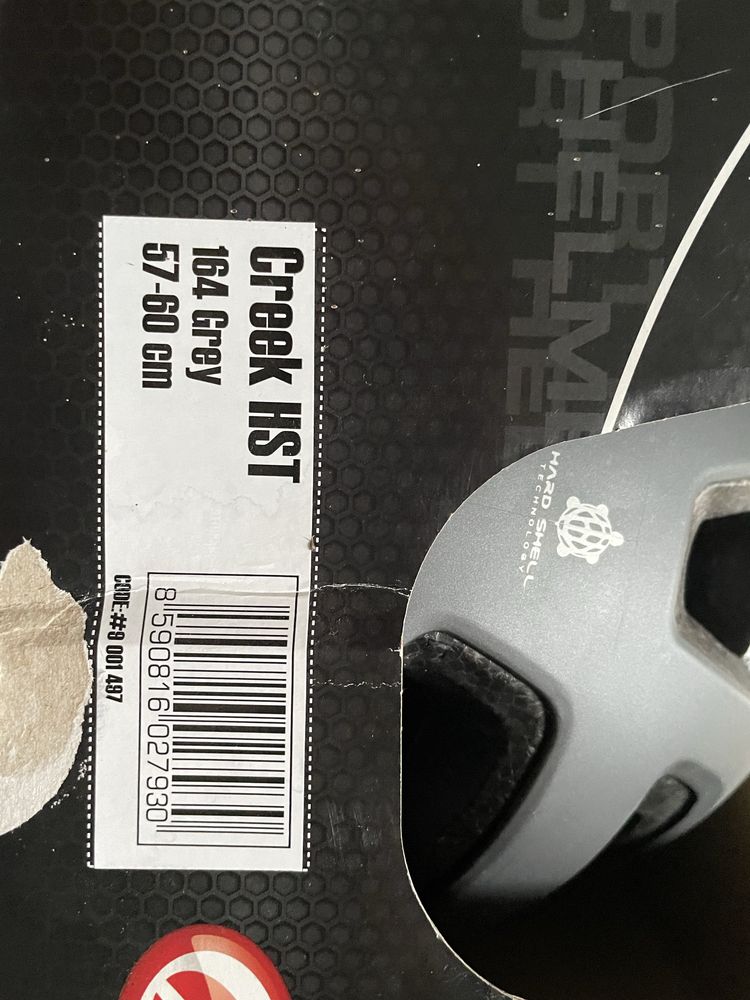 Creek HST
164 Grey
57-60 cm
8 590816 027930
CODE:#9 001 497
HARD SHELL
TECHNOLOGY